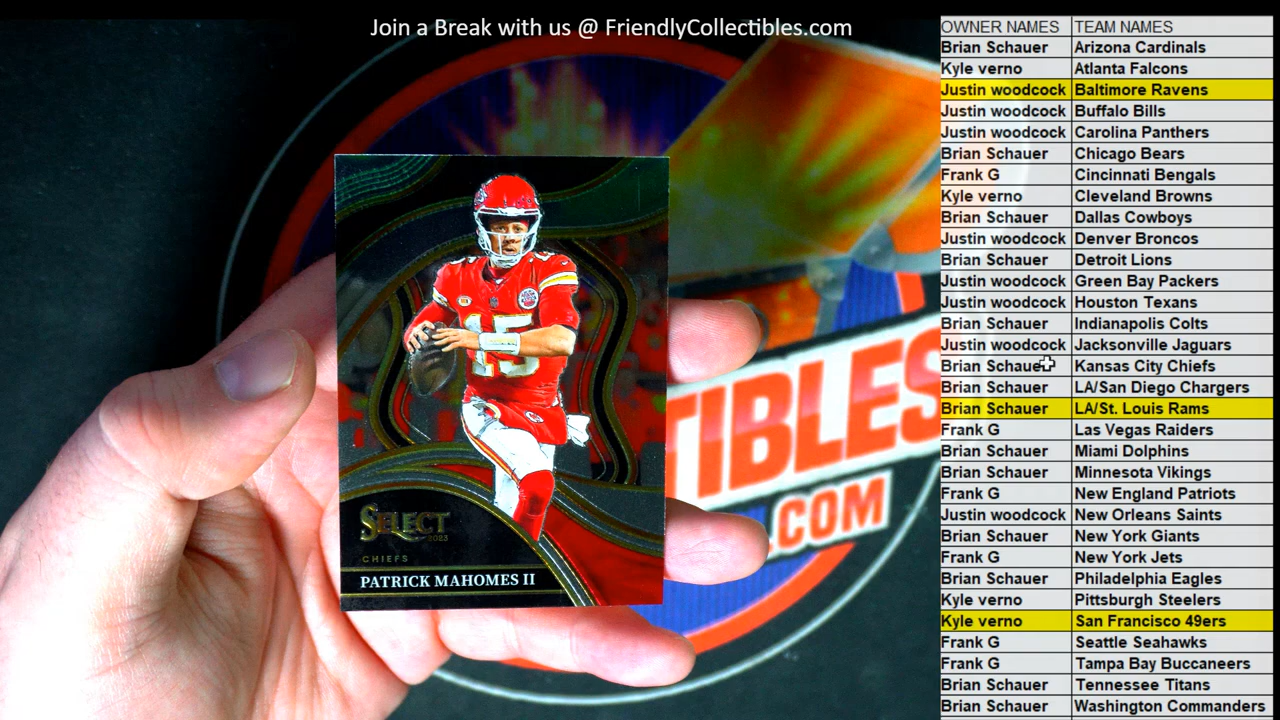 Join a Break with us @ FriendlyCollectibles.com
15
SELECT
2023
CHIEFS
PATRICK MAHOMES II
TIBLES
.COM
OWNER NAMES TEAM NAMES
Brian Schauer Arizona Cardinals
Kyle verno Atlanta Falcons
Justin woodcock Baltimore Ravens
Justin woodcock Buffalo Bills
Justin woodcock Carolina Panthers
Brian Schauer Chicago Bears
Frank G Cincinnati Bengals
Kyle verno Cleveland Browns
Brian Schauer Dallas Cowboys
Justin woodcock Denver Broncos
Brian Schauer Detroit Lions
Justin woodcock Green Bay Packers
Justin woodcock Houston Texans
Brian Schauer Indianapolis Colts
Justin woodcock Jacksonville Jaguars
Brian Schauer Kansas City Chiefs
Brian Schauer LA/San Diego Chargers
Brian Schauer LA/St. Louis Rams
Frank G Las Vegas Raiders
Brian Schauer Miami Dolphins
Brian Schauer Minnesota Vikings
Frank G New England Patriots
Justin woodcock New Orleans Saints
Brian Schauer New York Giants
Frank G New York Jets
Brian Schauer Philadelphia Eagles
Kyle verno Pittsburgh Steelers
Kyle verno San Francisco 49ers
Frank G Seattle Seahawks
Frank G Tampa Bay Buccaneers
Brian Schauer Tennessee Titans
Brian Schauer Washington Commanders